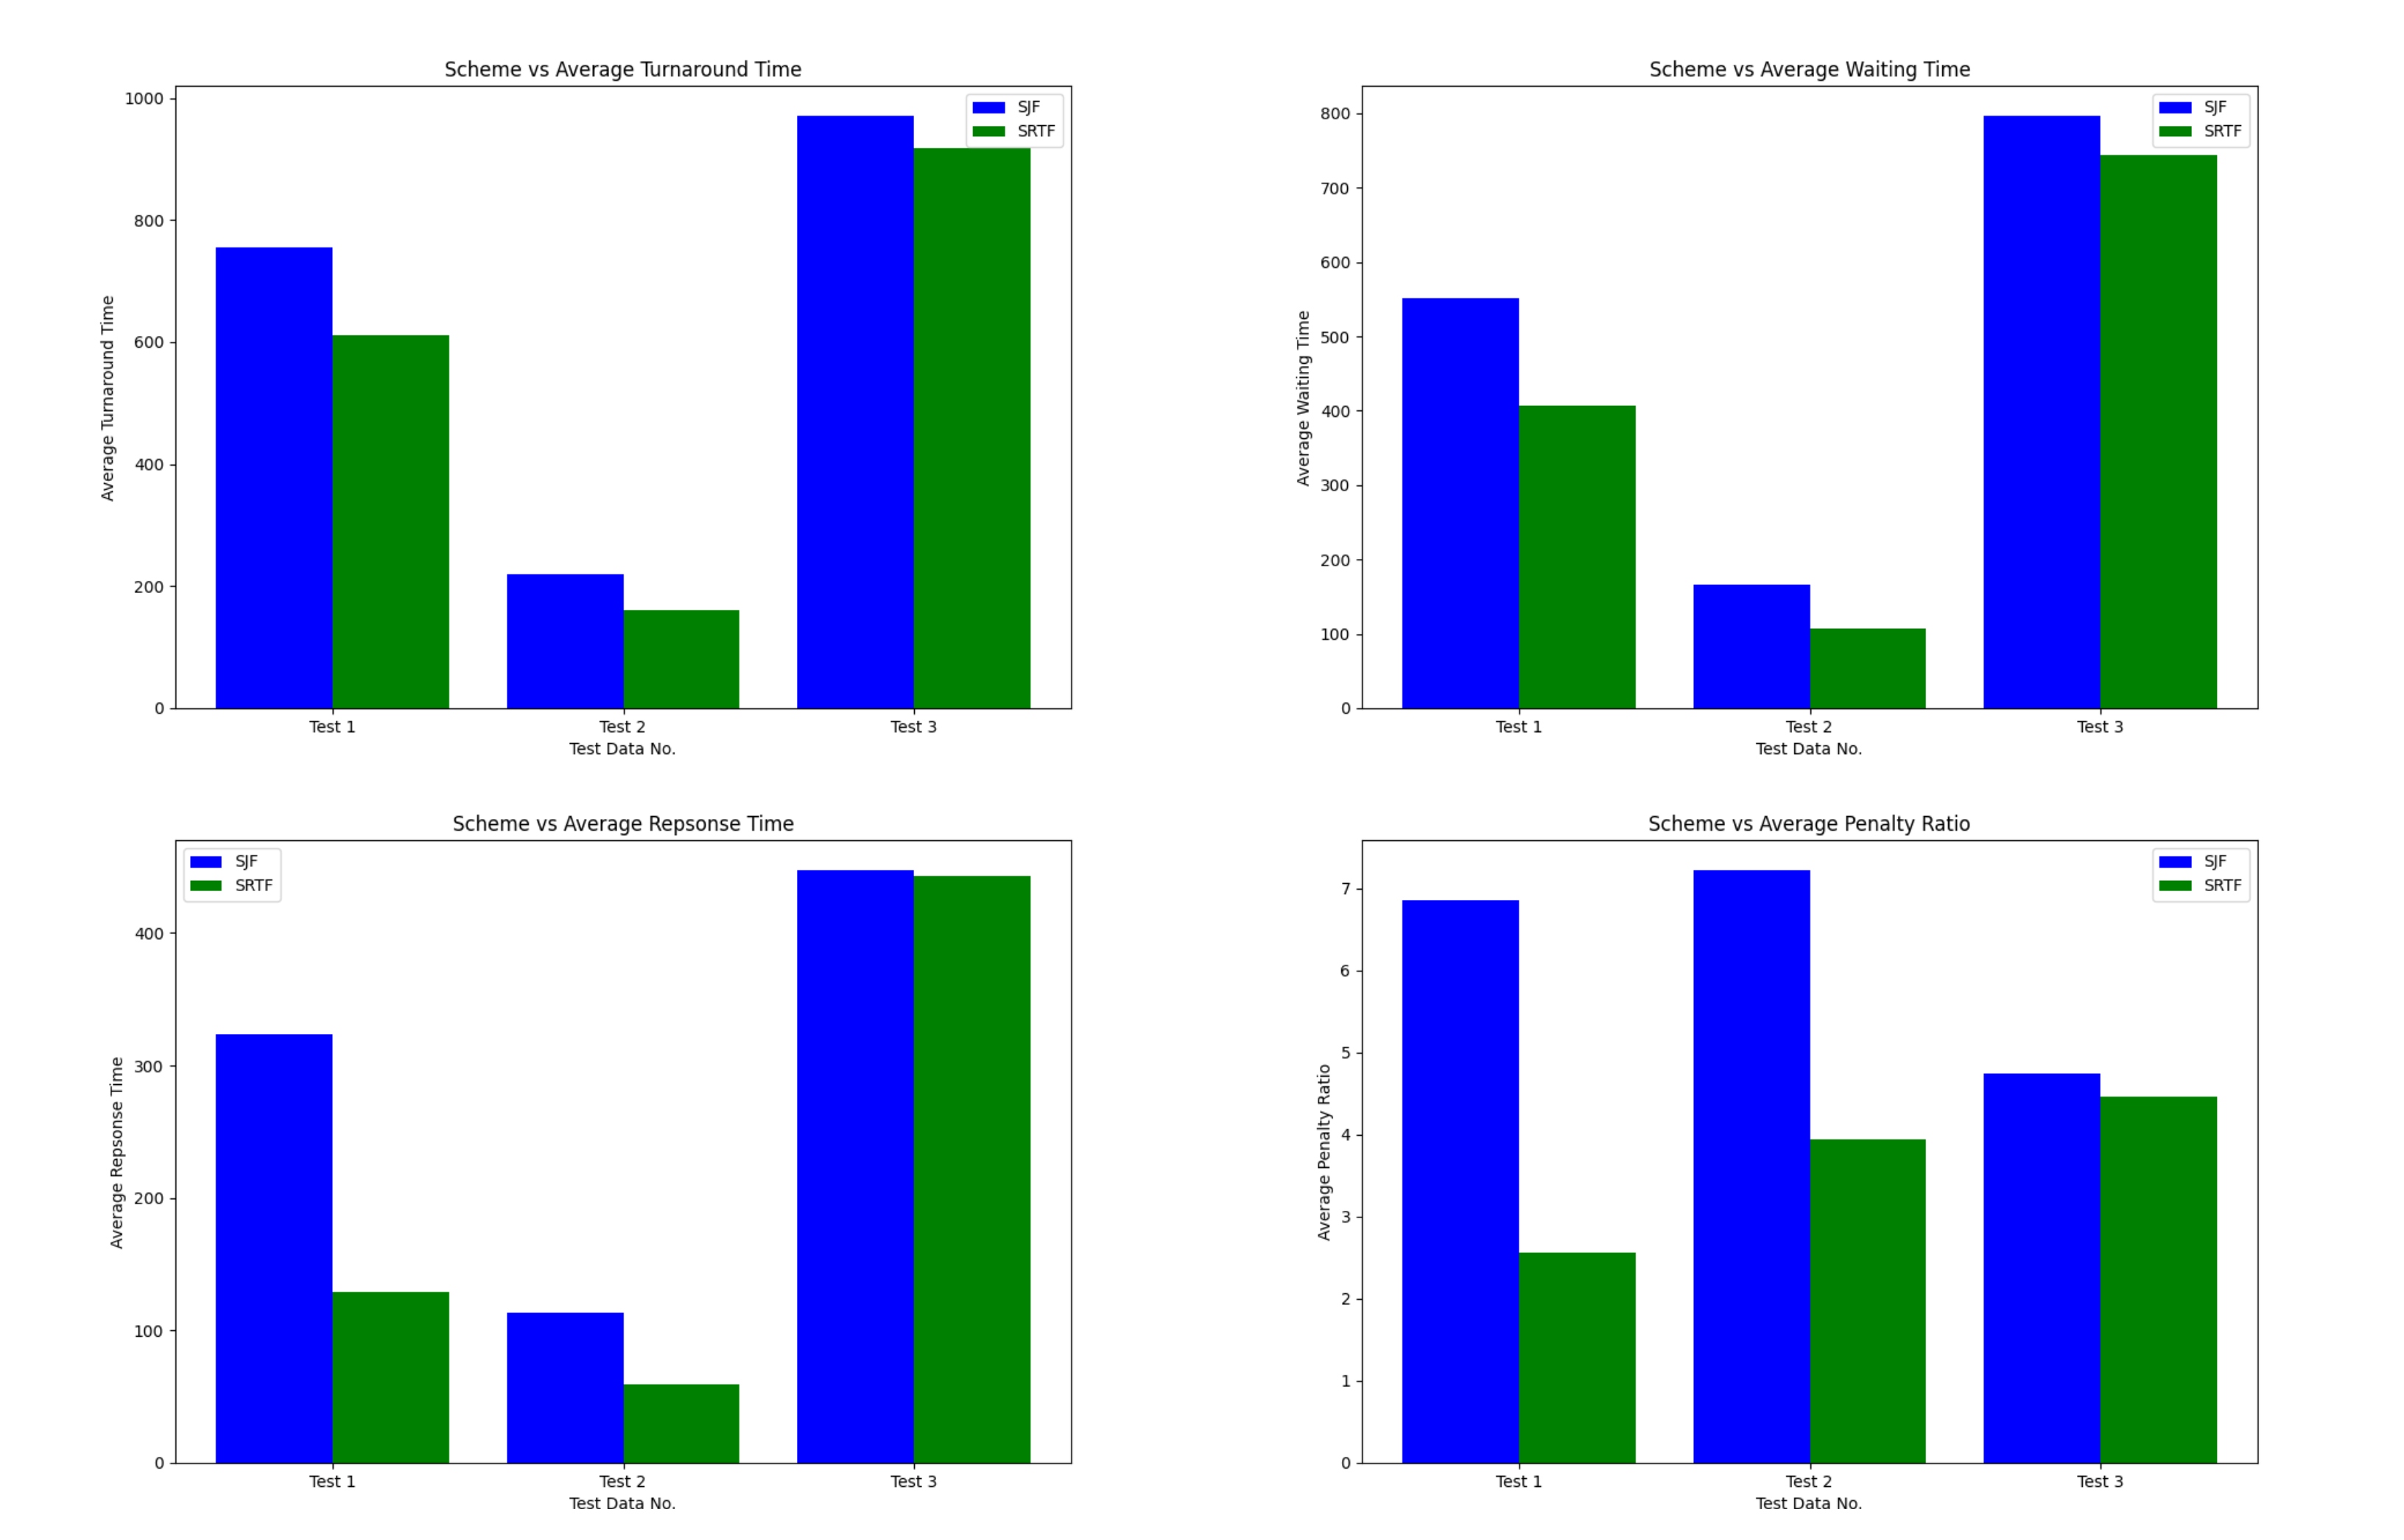 Scheme vs Average Turnaround Time
SJF
SRTF
1000
800
600
400
200
0
Average Turnaround Time
Test 1
Test 2
Test 3
Test Data No.
Scheme vs Average Waiting Time
SJF
SRTF
800
700
600
500
400
300
200
100
0
Average Waiting Time
Test 1
Test 2
Test 3
Test Data No.
Scheme vs Average Repsonse Time
SJF
SRTF
400
300
200
100
0
Average Repsonse Time
Test 1
Test 2
Test 3
Test Data No.
Scheme vs Average Penalty Ratio
SJF
SRTF
7
6
5
4
3
2
1
0
Average Penalty Ratio
Test 1
Test 2
Test 3
Test Data No.